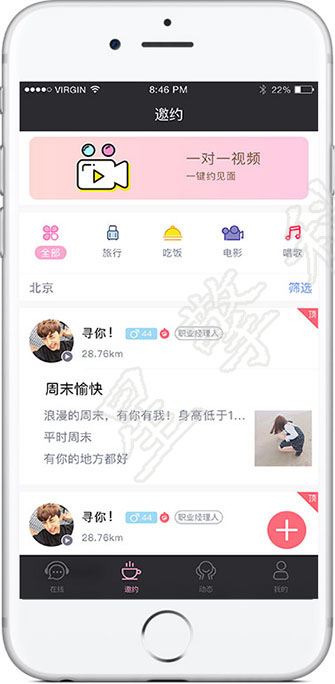 VIRGIN 8:46 PM 22%
邀约
一对一视频
一键约见面
全部 旅行 吃饭 电影 唱歌
北京 筛选
顶
寻你！ 44 职业经理人
28.76km
周末愉快
浪漫的周末，有你有我！身高低于1...
平时周末
有你的地方都好
顶
寻你！ 44 职业经理人
28.76km
在线 邀约 动态 我的